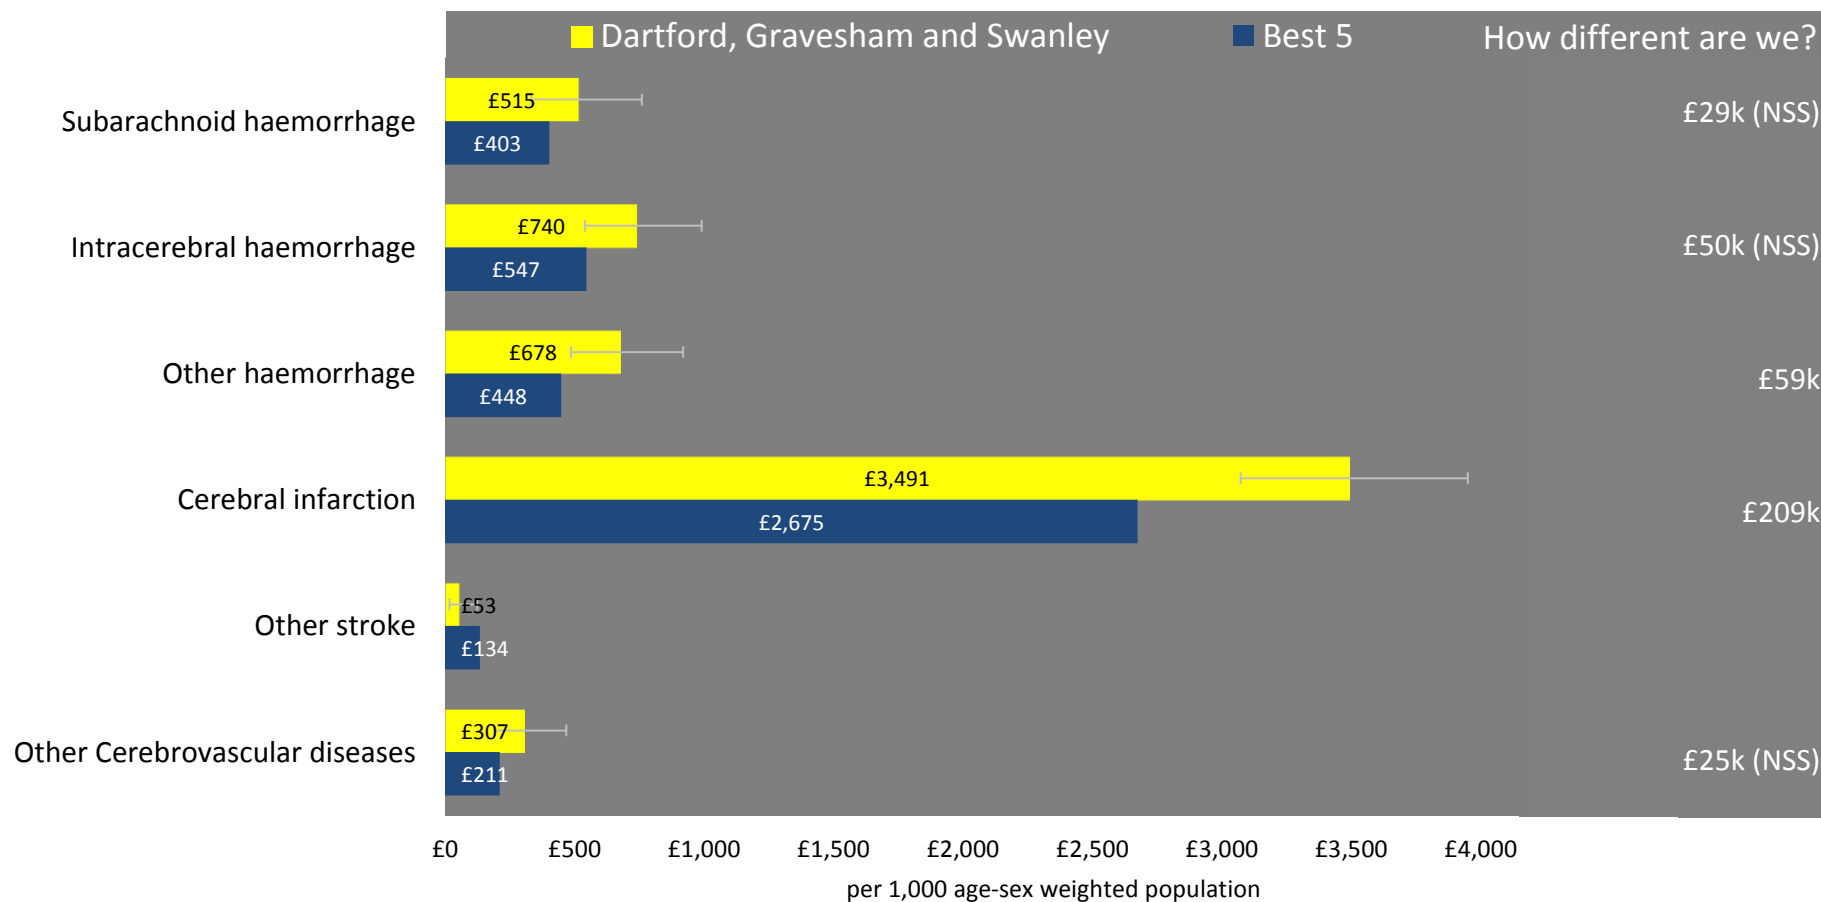 Dartford, Gravesham and Swanley Best 5 How different are we?
Subarachnoid haemorrhage £515 £29k (NSS)
£403
Intracerebral haemorrhage £740 £50k (NSS)
£547
Other haemorrhage £678 £59k
£448
Cerebral infarction £3,491 £209k
£2,675
Other stroke £53
£134
Other Cerebrovascular diseases £307 £25k (NSS)
£211
£0 £500 £1,000 £1,500 £2,000 £2,500 £3,000 £3,500 £4,000
per 1,000 age-sex weighted population